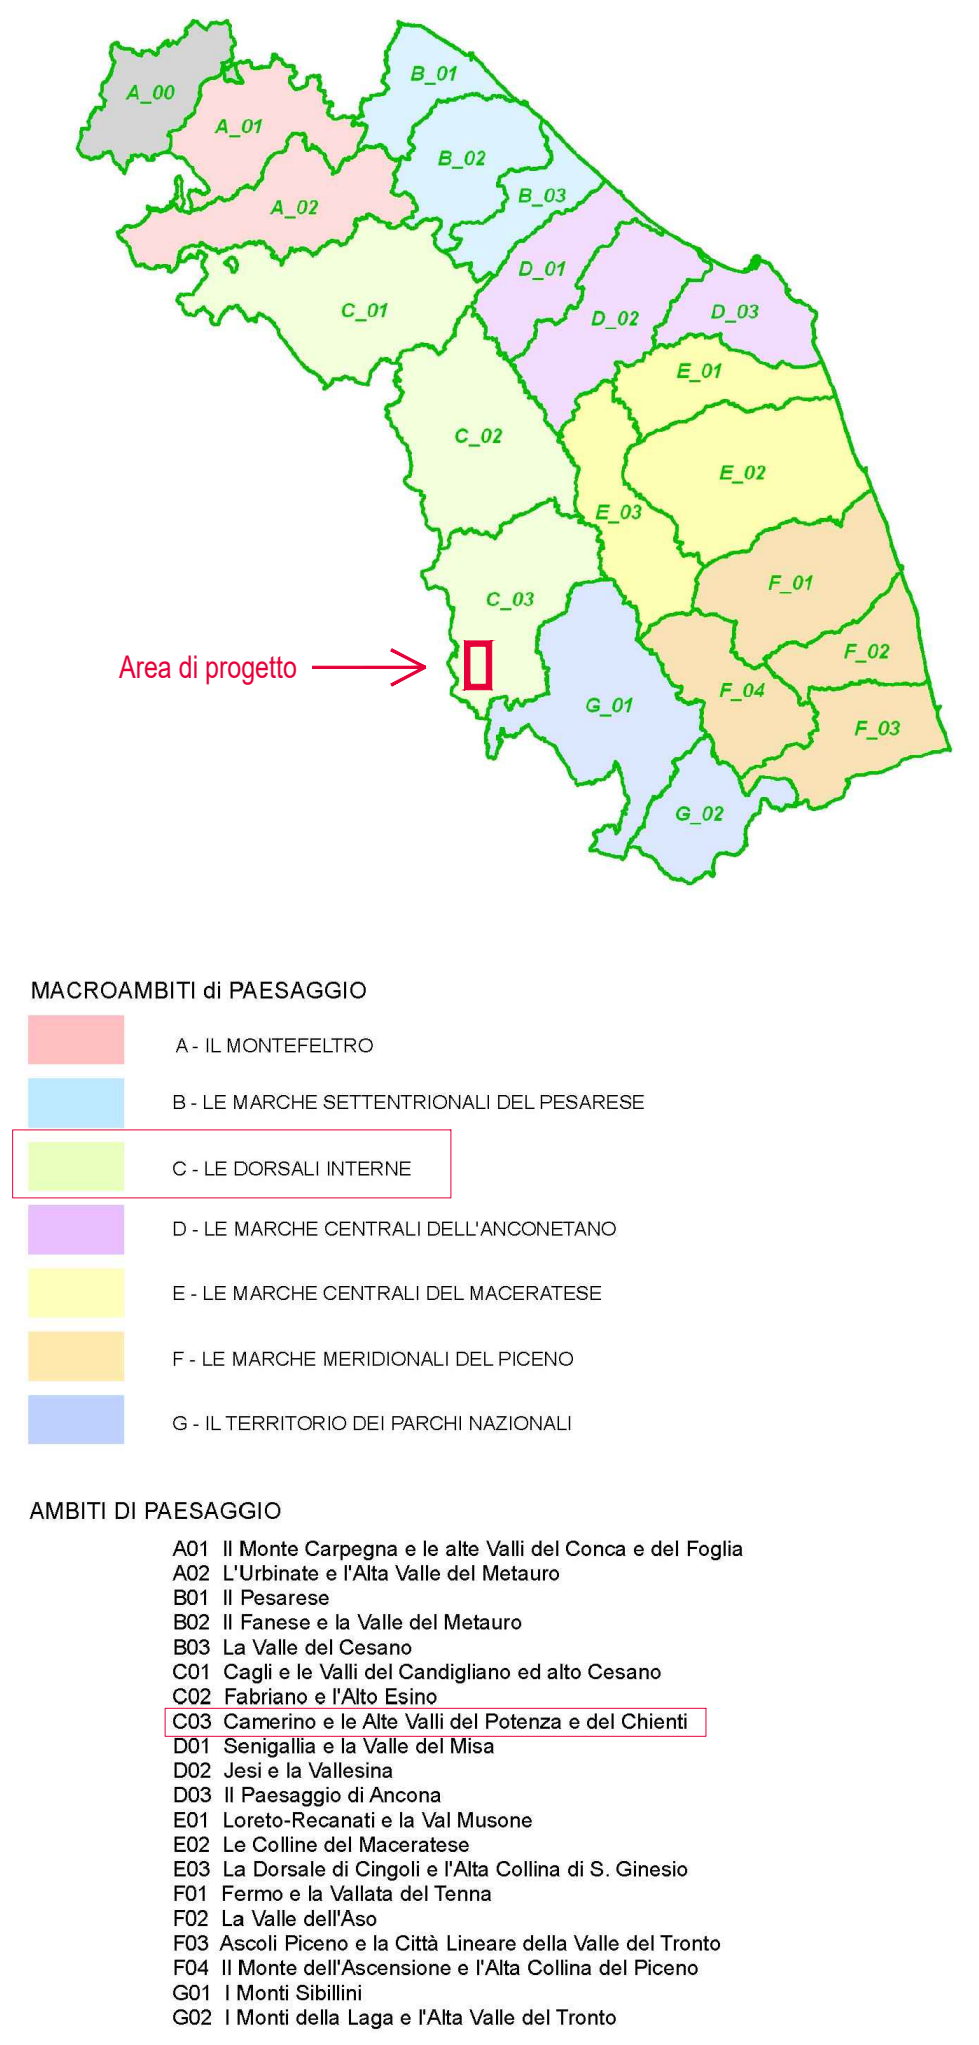 A_00
B_01
A_01
B_02
B_03
A_02
D_01
C_01
D_02
D_03
E_01
C_02
E_02
E_03
F_01
C_03
F_02
Area di progetto
F_04
G_01
F_03
G_02
MACROAMBITI di PAESAGGIO
A - IL MONTEFELTRO
B - LE MARCHE SETTENTRIONALI DEL PESARESE
C - LE DORSALI INTERNE
D - LE MARCHE CENTRALI DELL'ANCONETANO
E - LE MARCHE CENTRALI DEL MACERATESE
F - LE MARCHE MERIDIONALI DEL PICENO
G - IL TERRITORIO DEI PARCHI NAZIONALI
AMBITI DI PAESAGGIO
A01 Il Monte Carpegna e le alte Valli del Conca e del Foglia
A02 L'Urbinate e l'Alta Valle del Metauro
B01 Il Pesarese
B02 Il Fanese e la Valle del Metauro
B03 La Valle del Cesano
C01 Cagli e le Valli del Candigliano ed alto Cesano
C02 Fabriano e l'Alto Esino
C03 Camerino e le Alte Valli del Potenza e del Chienti
D01 Senigallia e la Valle del Misa
D02 Jesi e la Vallesina
D03 Il Paesaggio di Ancona
E01 Loreto-Recanati e la Val Musone
E02 Le Colline del Maceratese
E03 La Dorsale di Cingoli e l'Alta Collina di S. Ginesio
F01 Fermo e la Vallata del Tenna
F02 La Valle dell'Aso
F03 Ascoli Piceno e la Città Lineare della Valle del Tronto
F04 Il Monte dell'Ascensione e l'Alta Collina del Piceno
G01 I Monti Sibillini
G02 I Monti della Laga e l'Alta Valle del Tronto